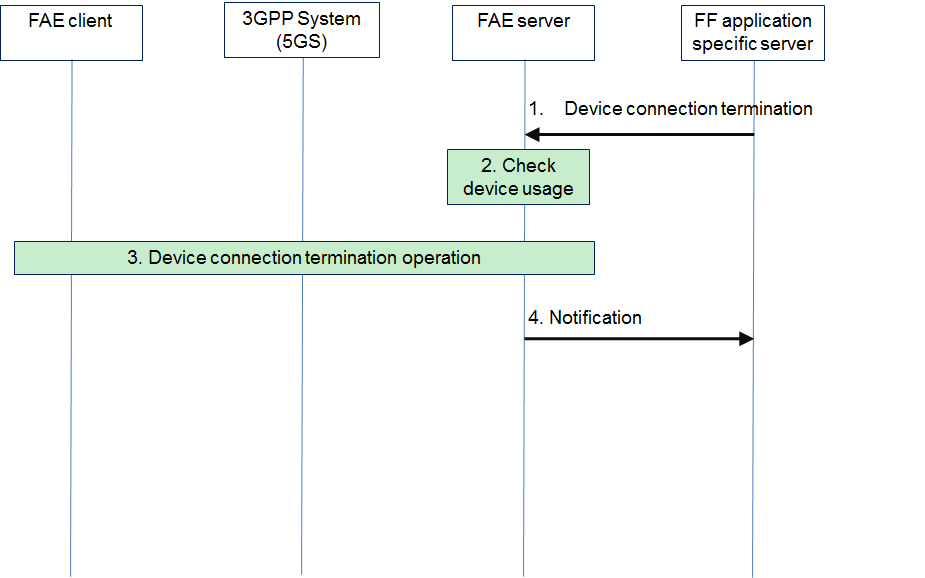 FAE client
3GPP System
(5GS)
FAE server
FF application
specific server
1. Device connection termination
2. Check
device usage
3. Device connection termination operation
4. Notification